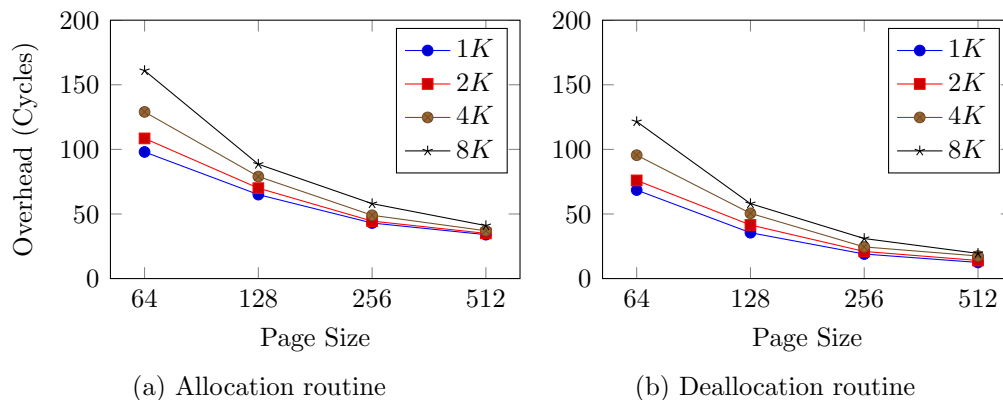 Overhead (Cycles)
200
150
100
50
0
64 128 256 512
Page Size
1K
2K
4K
8K
(a) Allocation routine
200
150
100
50
0
64 128 256 512
Page Size
1K
2K
4K
8K
(b) Deallocation routine